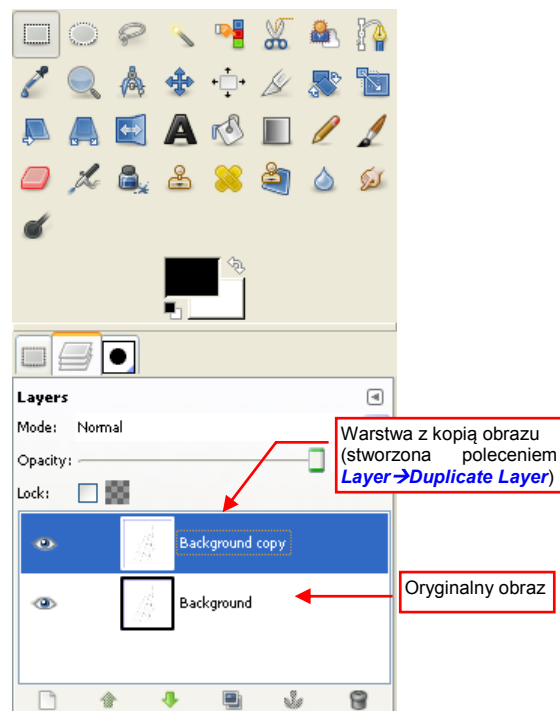 A
Layers
Mode: Normal
Opacity:
Lock:
Background copy
Background
Warstwa z kopią obrazu
(stworzona poleceniem
Layer→Duplicate Layer)
Oryginalny obraz